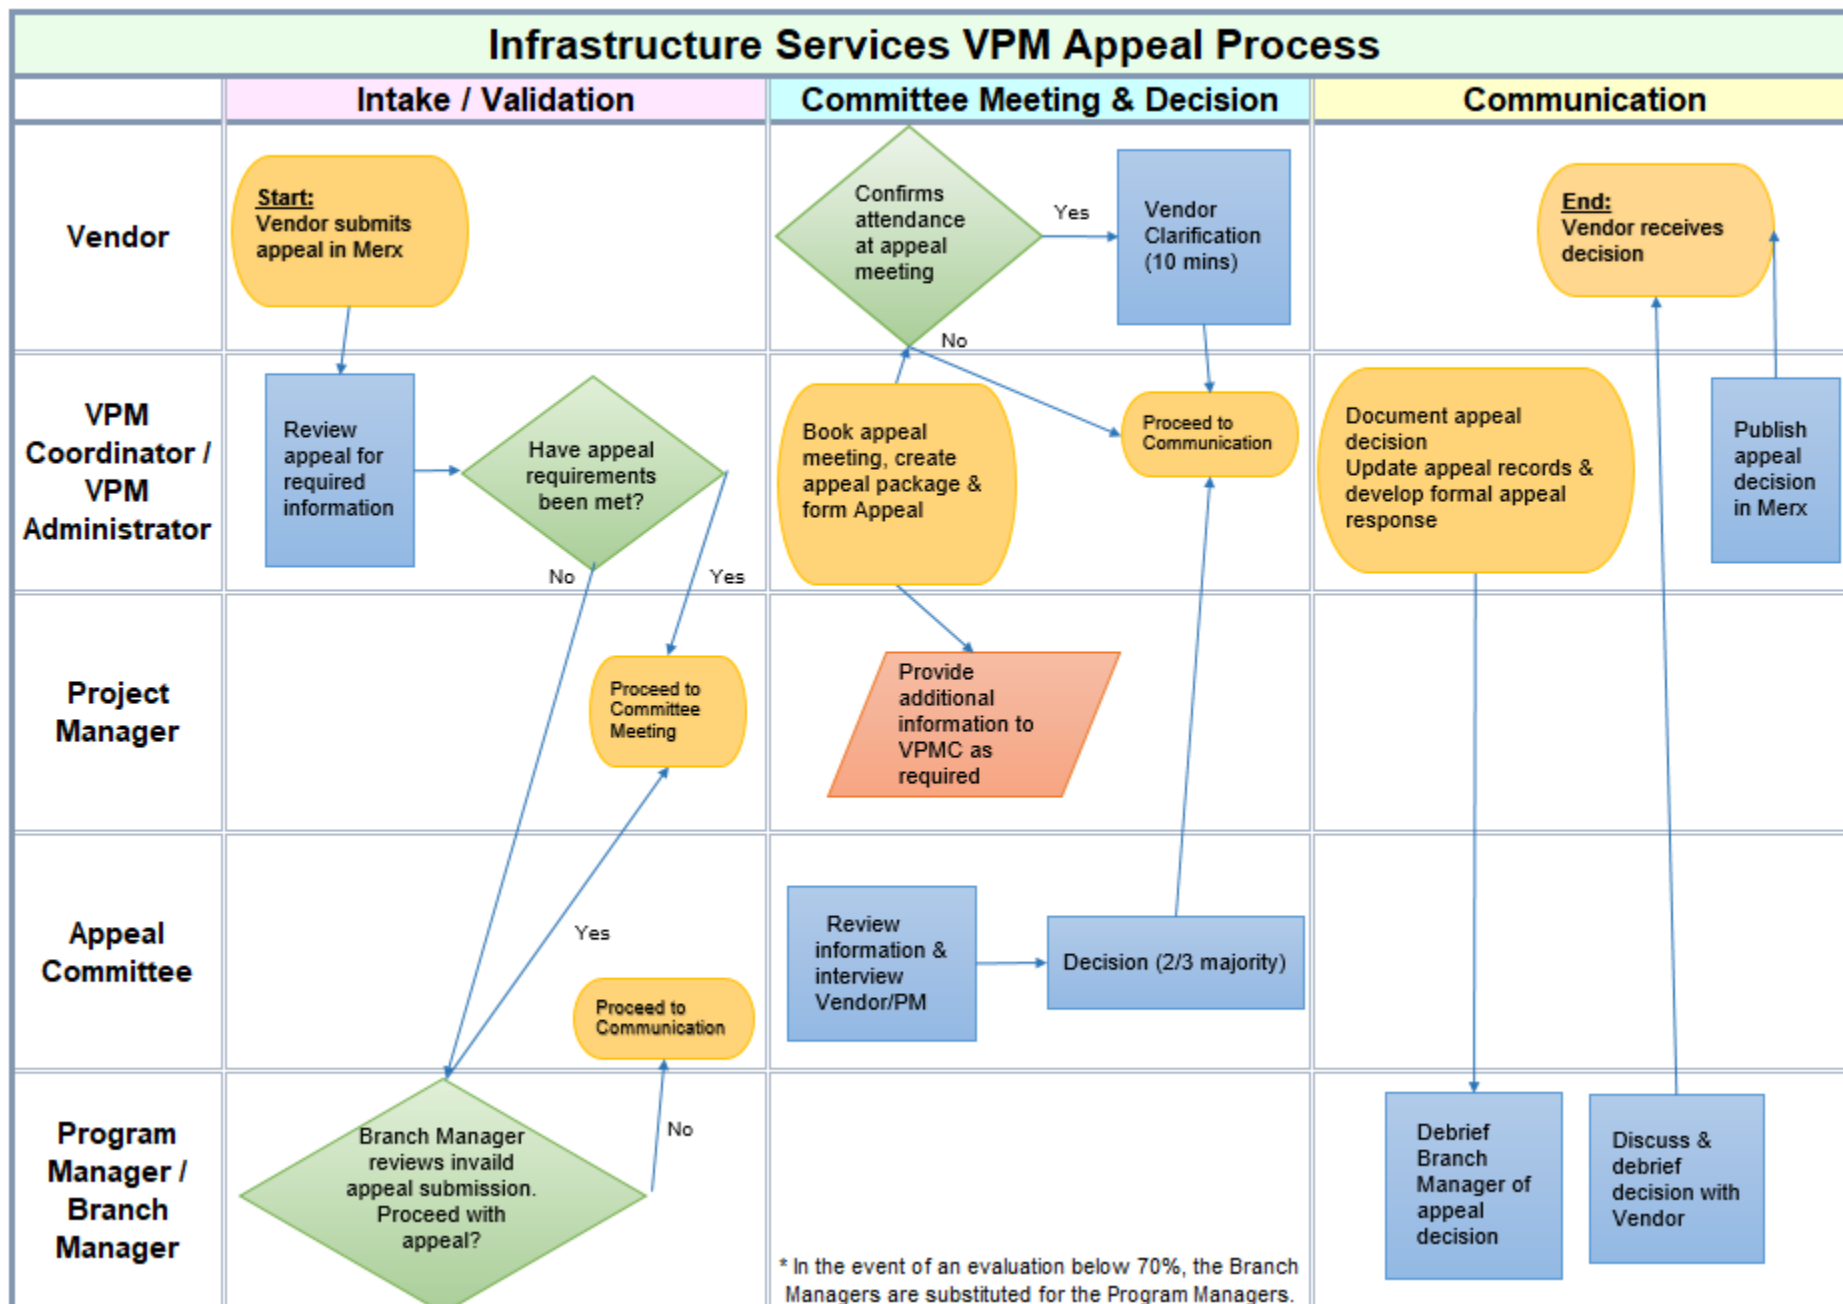 Infrastructure Services VPM Appeal Process
Intake / Validation
Committee Meeting & Decision
Communication
Vendor
Start:
Vendor submits
appeal in Merx
Confirms
attendance
at appeal
meeting
Yes
Vendor
Clarification
(10 mins)
No
End:
Vendor receives
decision
VPM
Coordinator /
VPM
Administrator
Review
appeal for
required
information
Have appeal
requirements
been met?
No
Yes
Book appeal
meeting, create
appeal package &
form Appeal
Proceed to
Communication
Document appeal
decision
Update appeal records &
develop formal appeal
response
Publish
appeal
decision
in Merx
Project
Manager
Proceed to
Committee
Meeting
Provide
additional
information to
VPMC as
required
Appeal
Committee
Yes
Proceed to
Communication
Review
information &
interview
Vendor/PM
Decision (2/3 majority)
Program
Manager /
Branch
Manager
Branch Manager
reviews invaild
appeal submission.
Proceed with
appeal?
No
* In the event of an evaluation below 70%, the Branch
Managers are substituted for the Program Managers.
Debrief
Branch
Manager of
appeal
decision
Discuss &
debrief
decision with
Vendor